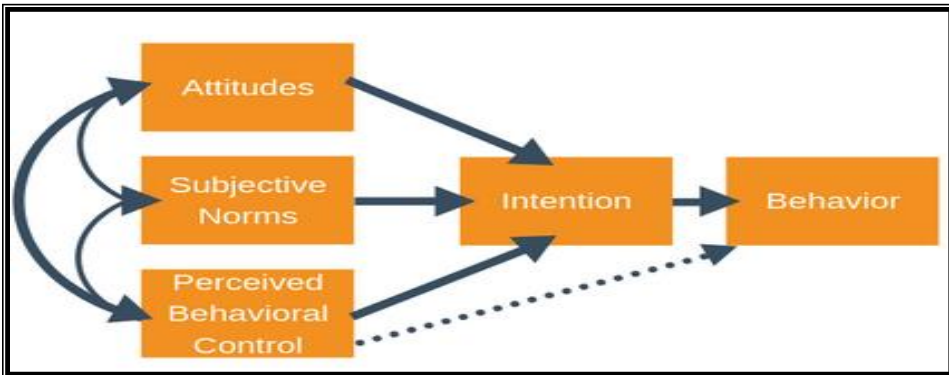 Attitudes
Subjective
Norms
Perceived
Behavioral
Control
Intention
Behavior